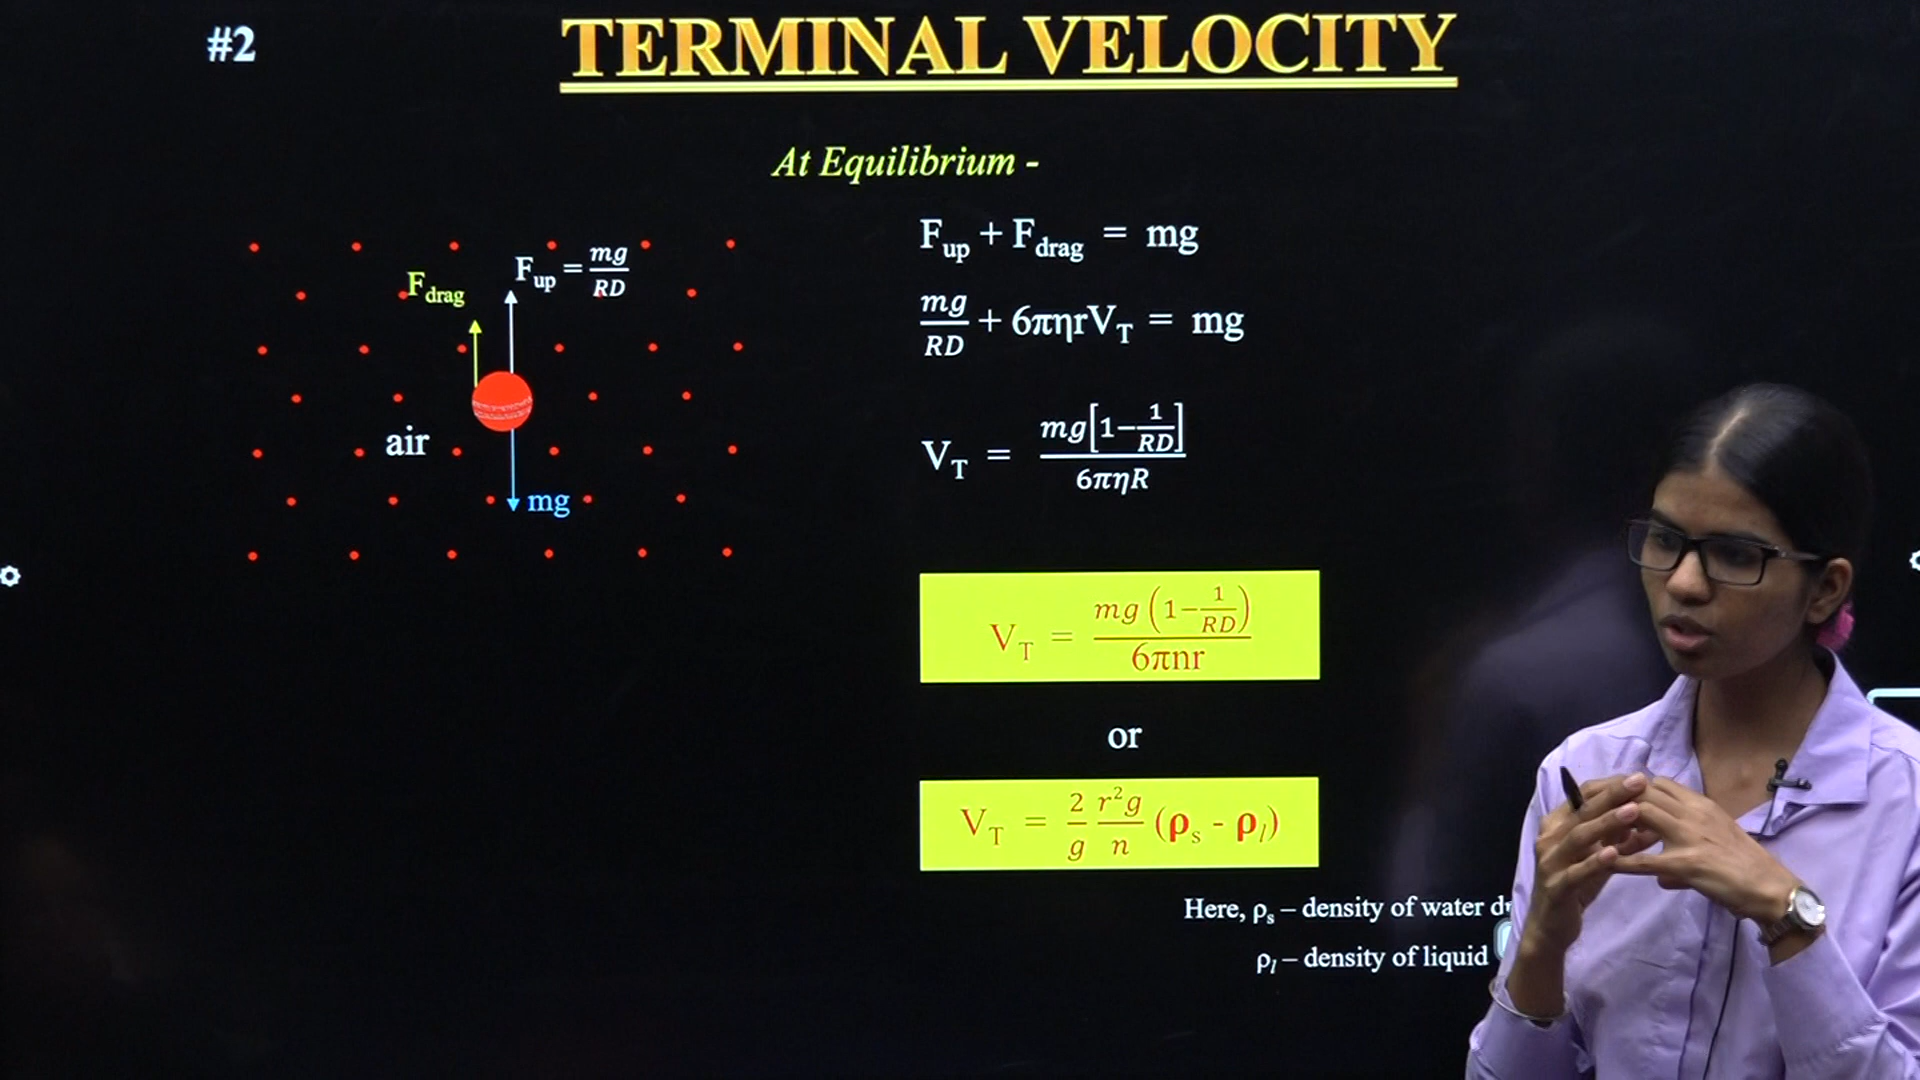 #2
TERMINAL VELOCITY
At Equilibrium -
F_up + F_drag = mg
F_drag
F_up = mg/RD
mg/RD + 6πηrV_T = mg
V_T = mg[1-1/RD]/6πηR
air
mg
V_T = mg (1-1/RD)/6πnr
or
V_T = 2/g r²g/n (ρ_s - ρ_l)
Here, ρ_s – density of water
ρ_l – density of liquid